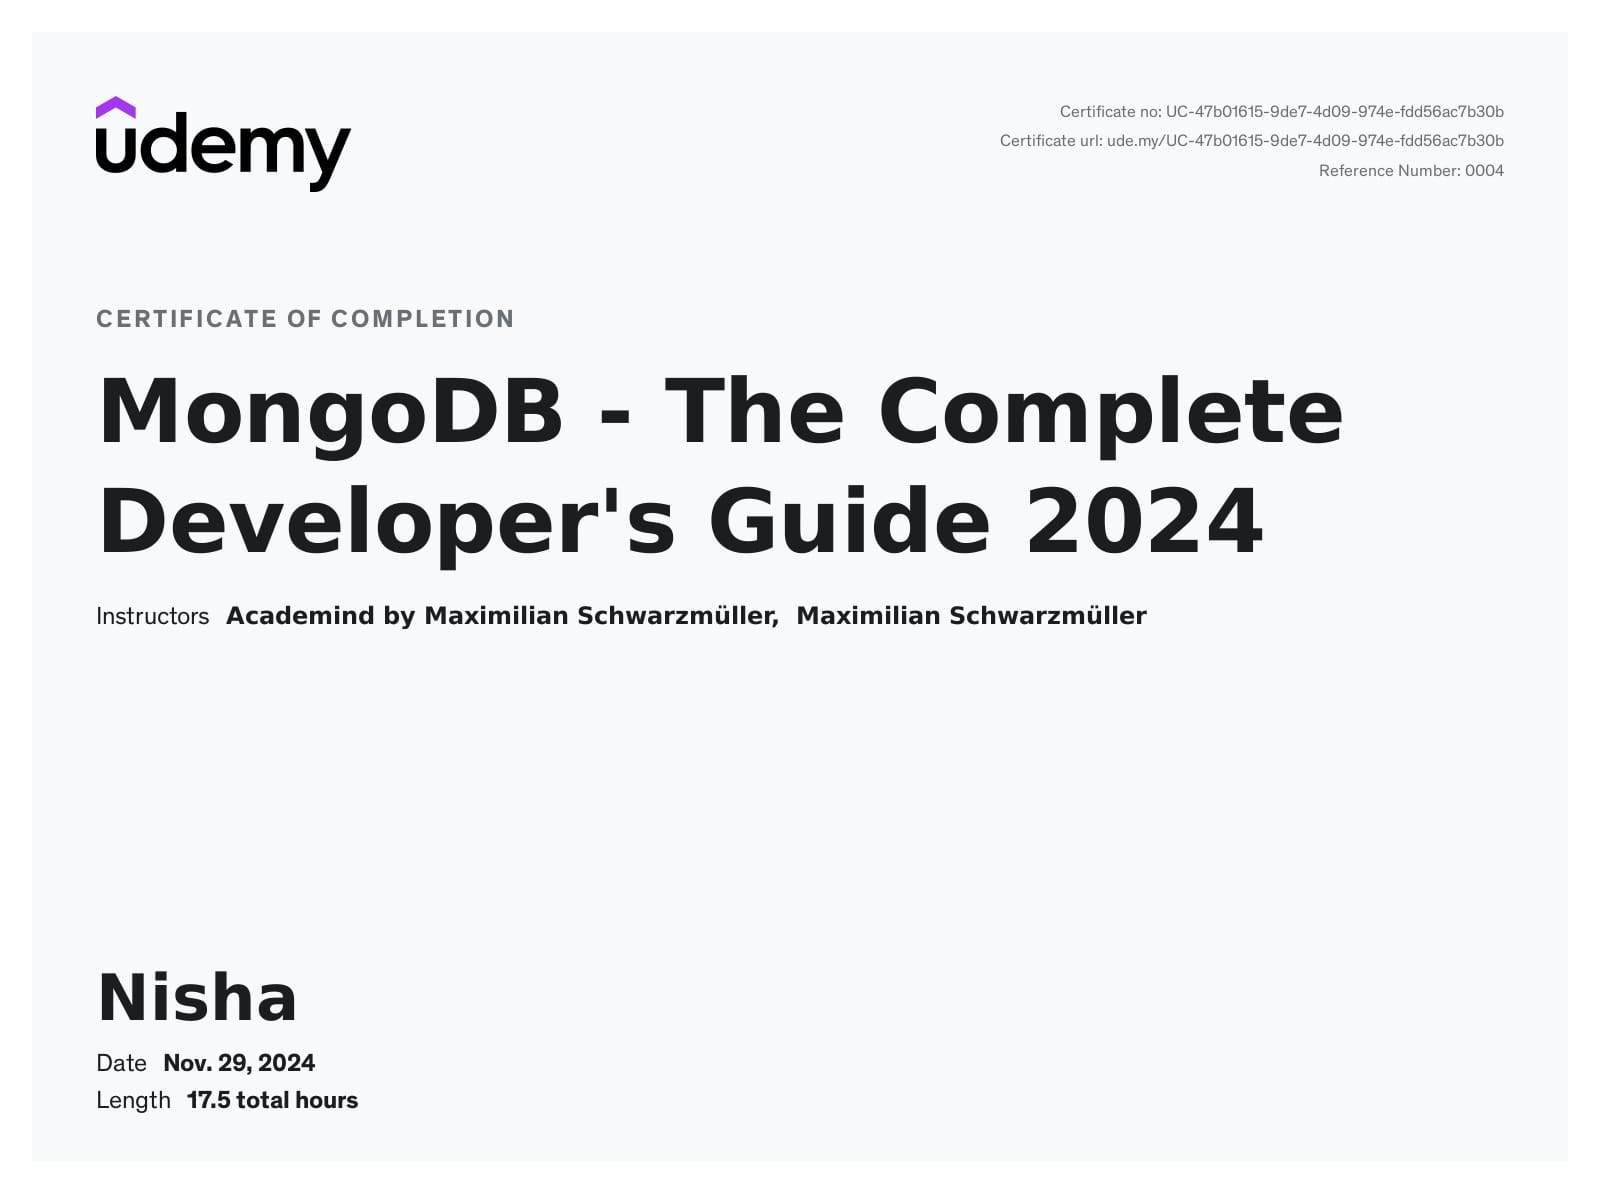 udemy
Certificate no: UC-47b01615-9de7-4d09-974e-fdd56ac7b30b
Certificate url: ude.my/UC-47b01615-9de7-4d09-974e-fdd56ac7b30b
Reference Number: 0004
CERTIFICATE OF COMPLETION
MongoDB - The Complete
Developer's Guide 2024
Instructors Academind by Maximilian Schwarzmüller, Maximilian Schwarzmüller
Nisha
Date Nov. 29, 2024
Length 17.5 total hours